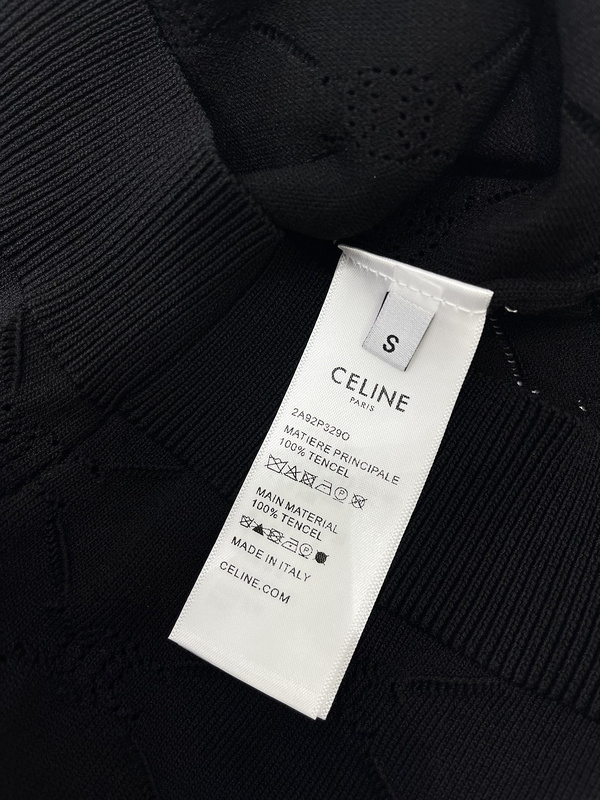 S
CELINE
PARIS
2A92P329O
MATIERE PRINCIPALE
100% TENCEL
P
MAIN MATERIAL
100% TENCEL
P
MADE IN ITALY
CELINE.COM